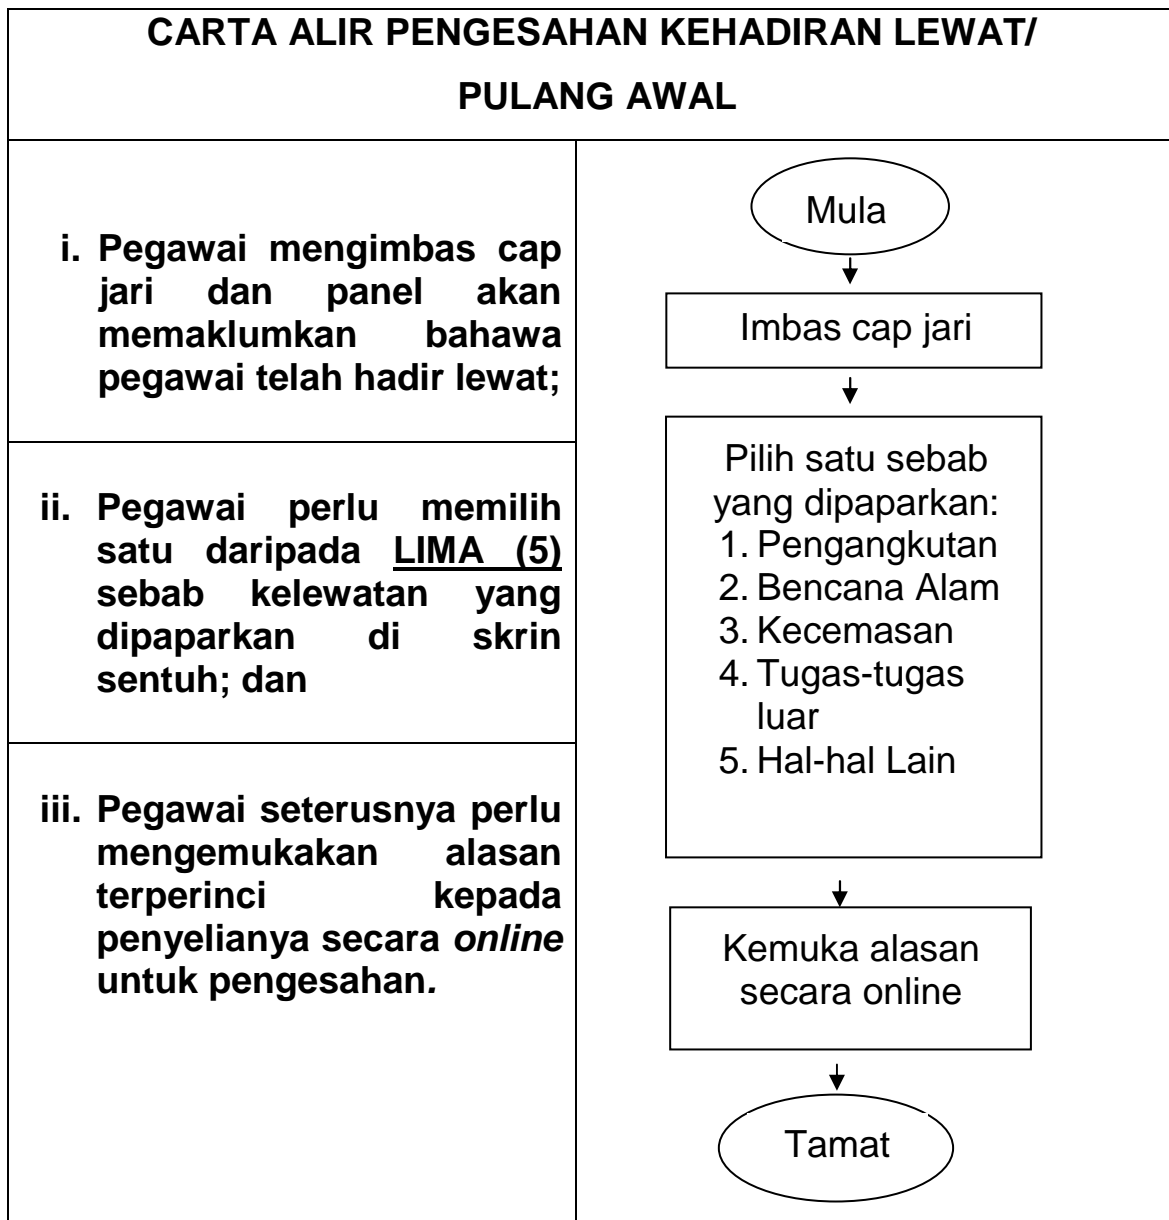 CARTA ALIR PENGESAHAN KEHADIRAN LEWAT/
PULANG AWAL
i. Pegawai mengimbas cap
jari dan panel akan
memaklumkan bahawa
pegawai telah hadir lewat;
ii. Pegawai perlu memilih
satu daripada LIMA (5)
sebab kelewatan yang
dipaparkan di skrin
sentuh; dan
iii. Pegawai seterusnya perlu
mengemukakan alasan
terperinci kepada
penyelianya secara online
untuk pengesahan.
Mula
Imbas cap jari
Pilih satu sebab
yang dipaparkan:
1. Pengangkutan
2. Bencana Alam
3. Kecemasan
4. Tugas-tugas
luar
5. Hal-hal Lain
Kemuka alasan
secara online
Tamat